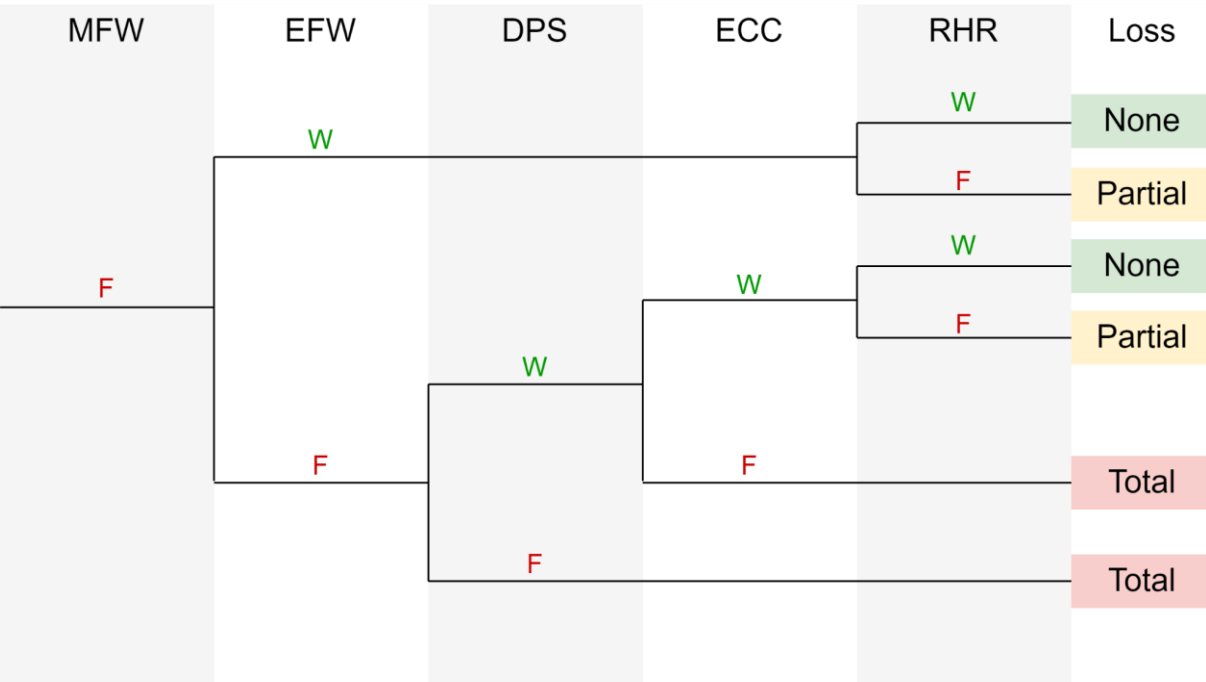 MFW EFW DPS ECC RHR Loss
W None
W
F Partial
W None
F W
F Partial
W
F F Total
F Total